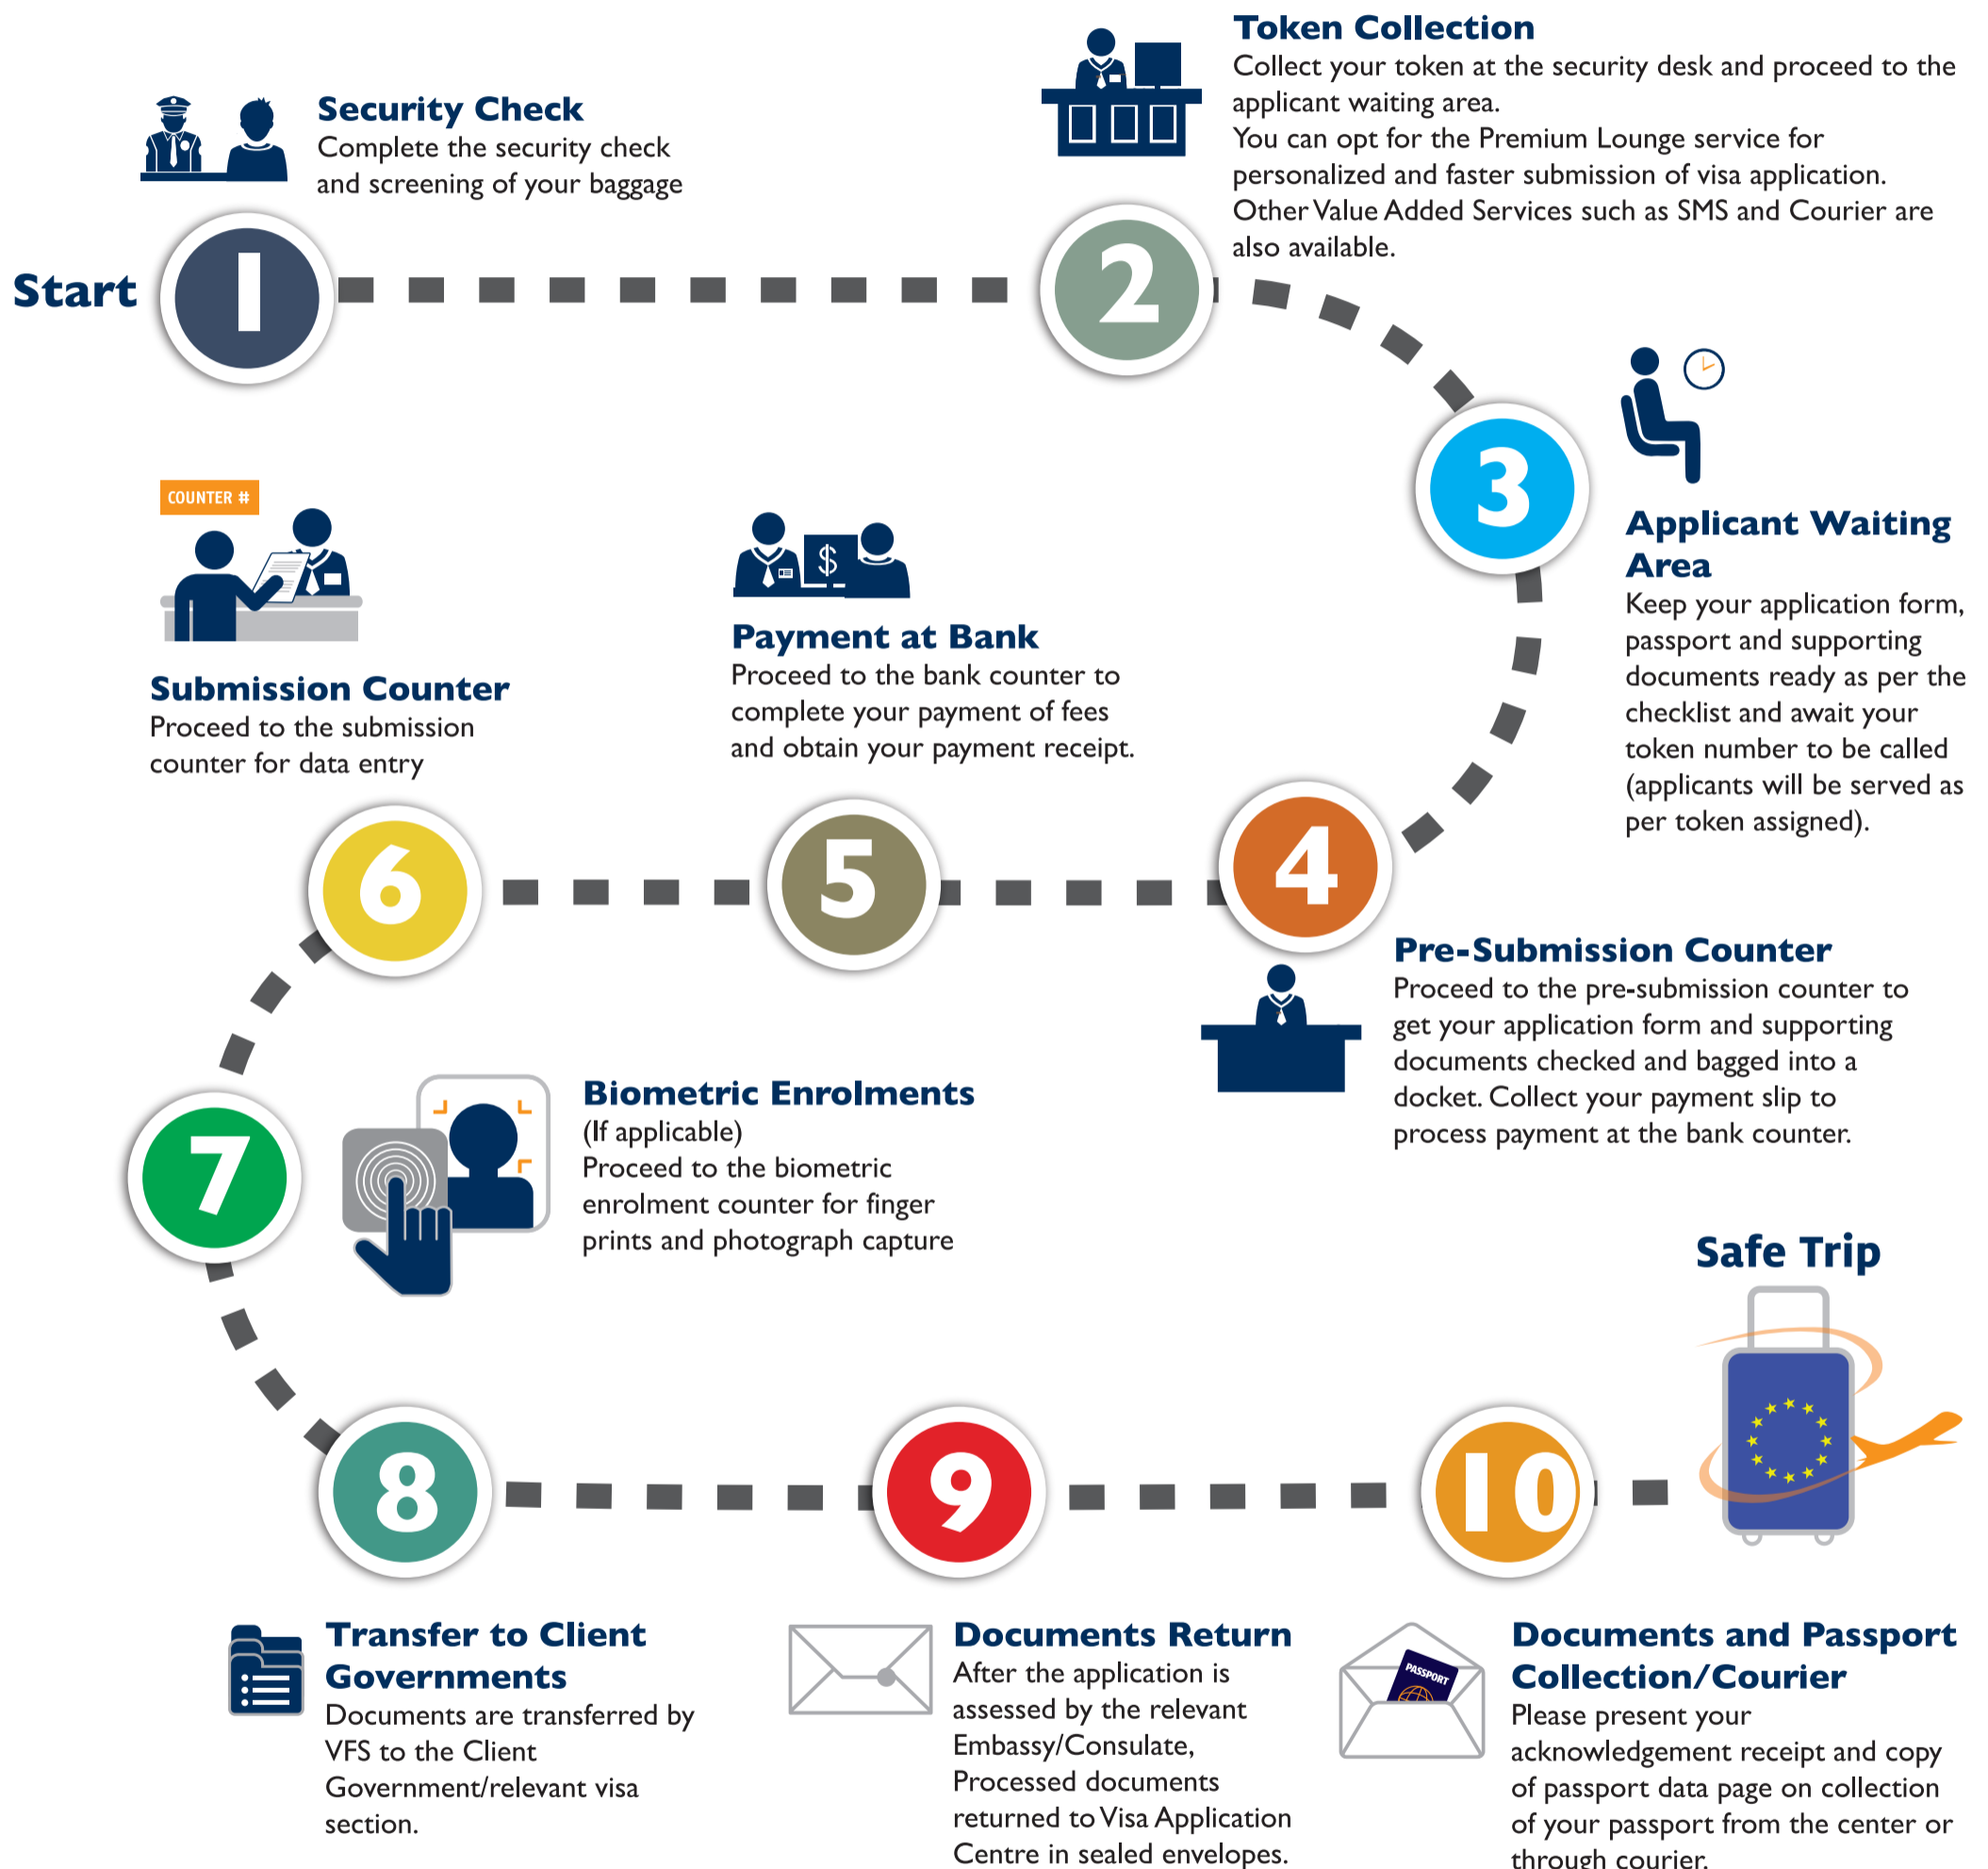 Start
1
Security Check
Complete the security check
and screening of your baggage
2
Token Collection
Collect your token at the security desk and proceed to the
applicant waiting area.
You can opt for the Premium Lounge service for
personalized and faster submission of visa application.
Other Value Added Services such as SMS and Courier are
also available.
3
Applicant Waiting
Area
Keep your application form,
passport and supporting
documents ready as per the
checklist and await your
token number to be called
(applicants will be served as
per token assigned).
4
Pre-Submission Counter
Proceed to the pre-submission counter to
get your application form and supporting
documents checked and bagged into a
docket. Collect your payment slip to
process payment at the bank counter.
5
$
Payment at Bank
Proceed to the bank counter to
complete your payment of fees
and obtain your payment receipt.
6
COUNTER #
Submission Counter
Proceed to the submission
counter for data entry
7
Biometric Enrolments
(If applicable)
Proceed to the biometric
enrolment counter for finger
prints and photograph capture
8
Transfer to Client
Governments
Documents are transferred by
VFS to the Client
Government/relevant visa
section.
9
Documents Return
After the application is
assessed by the relevant
Embassy/Consulate,
Processed documents
returned to Visa Application
Centre in sealed envelopes.
10
PASSPORT
Documents and Passport
Collection/Courier
Please present your
acknowledgement receipt and copy
of passport data page on collection
of your passport from the center or
through courier.
Safe Trip